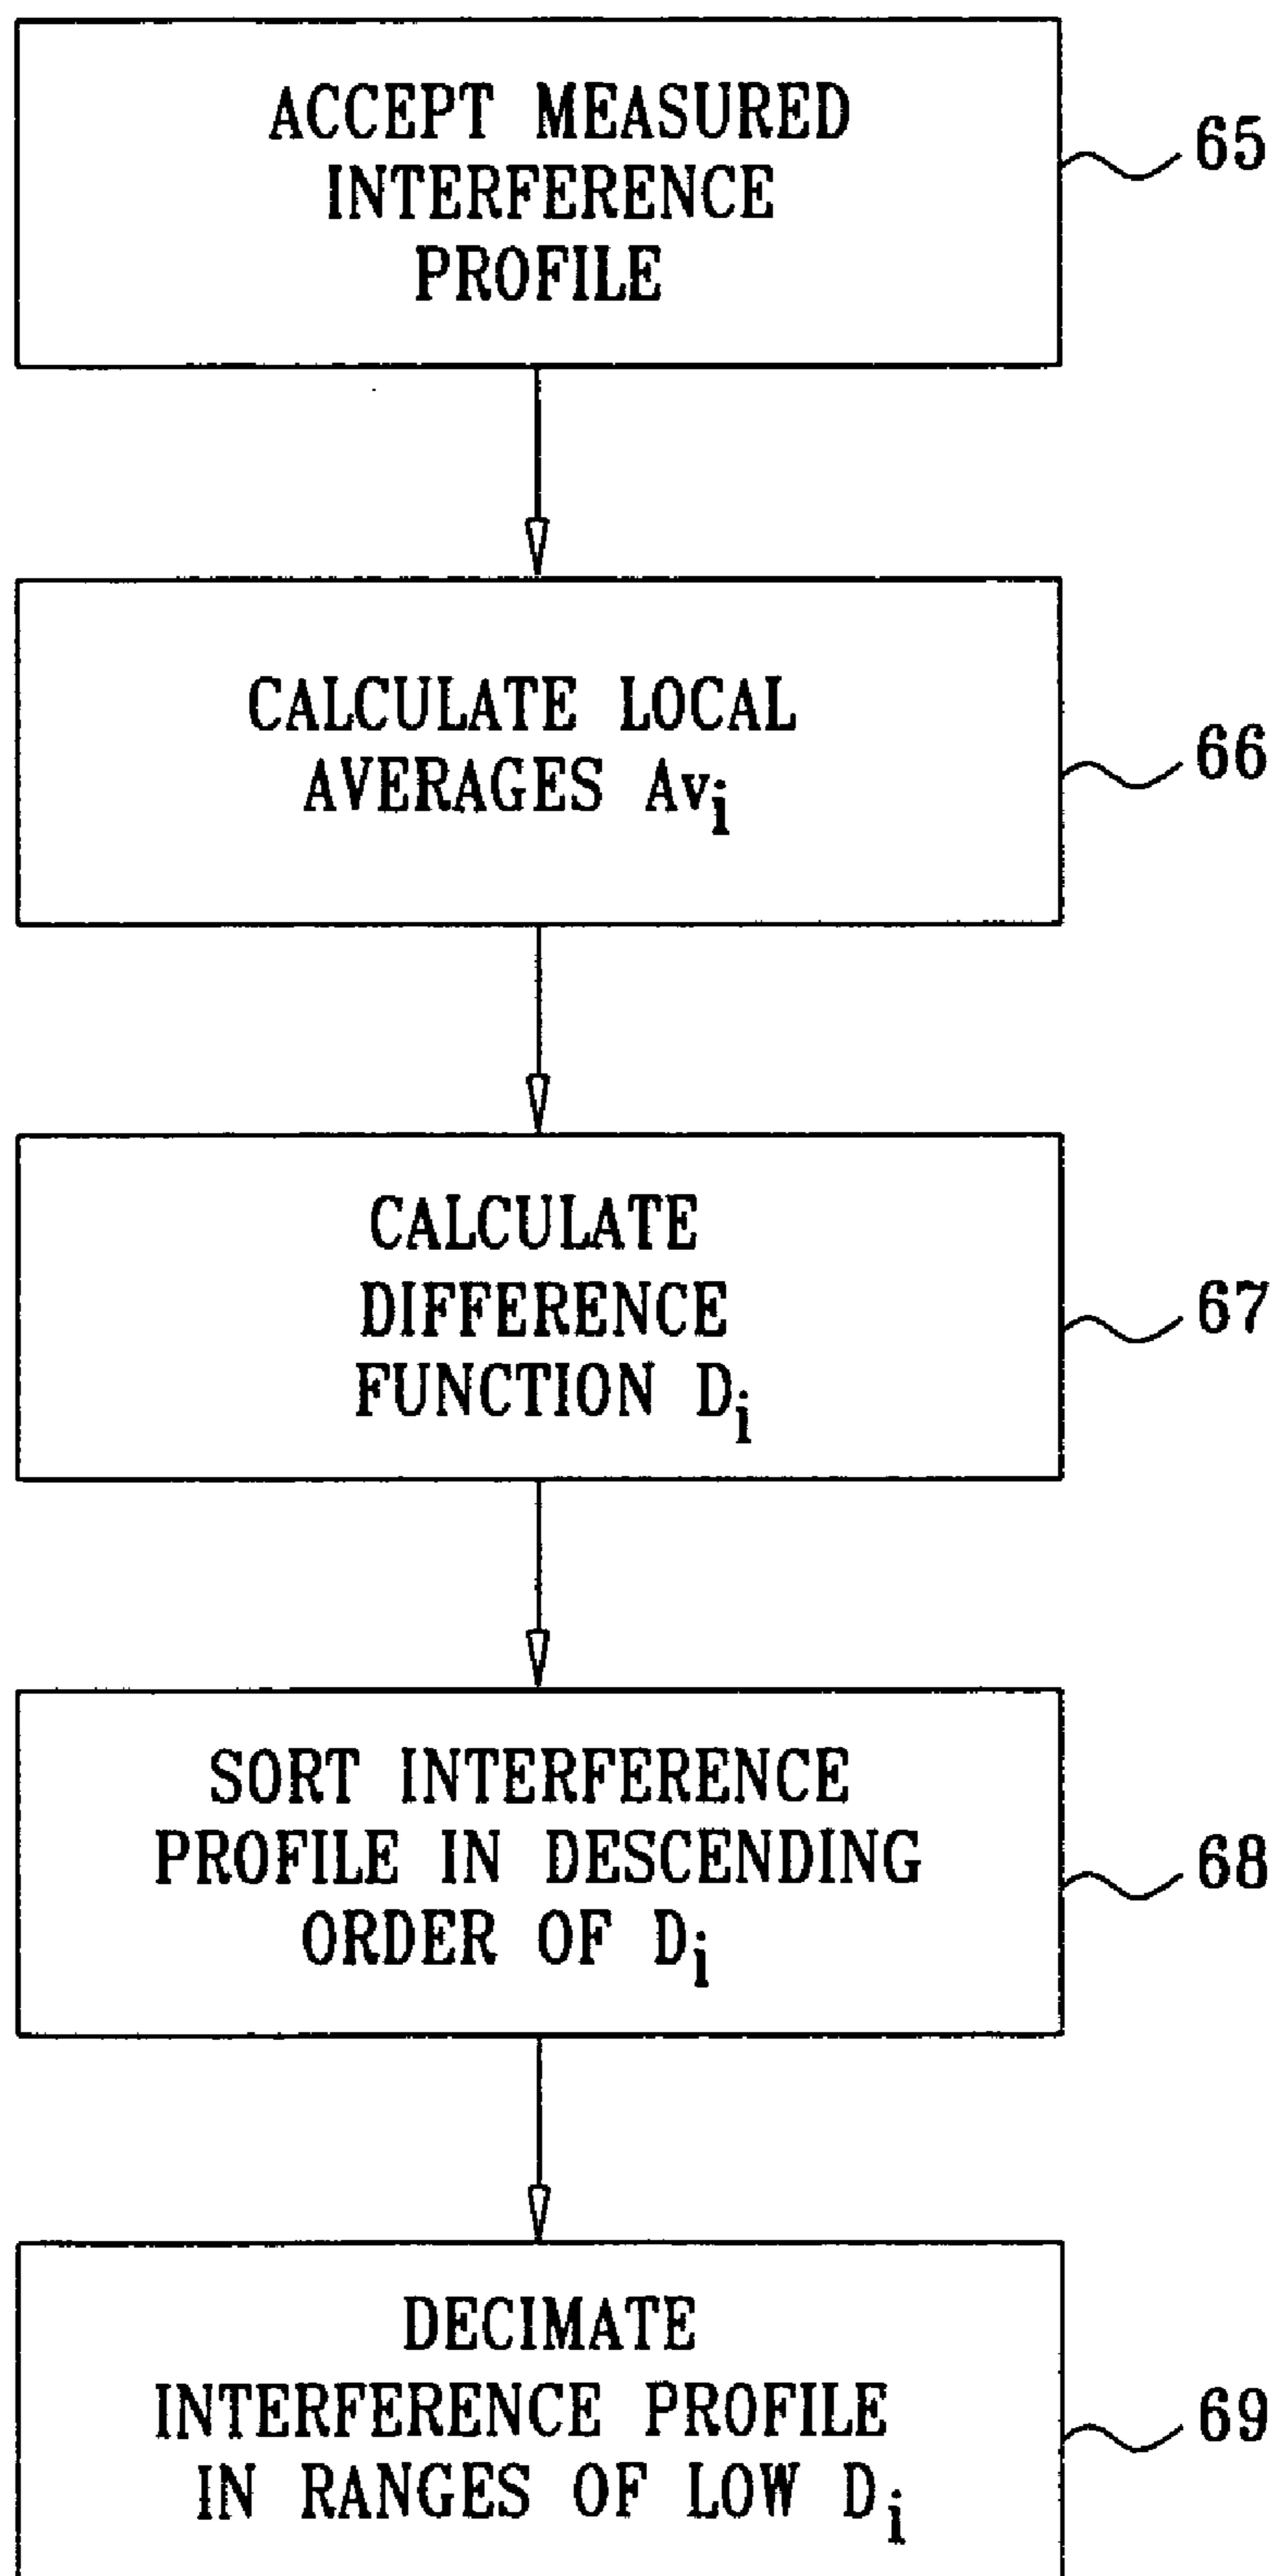 ACCEPT MEASURED
INTERFERENCE
PROFILE
65
CALCULATE LOCAL
AVERAGES Avi
66
CALCULATE
DIFFERENCE
FUNCTION Di
67
SORT INTERFERENCE
PROFILE IN DESCENDING
ORDER OF Di
68
DECIMATE
INTERFERENCE PROFILE
IN RANGES OF LOW Di
69